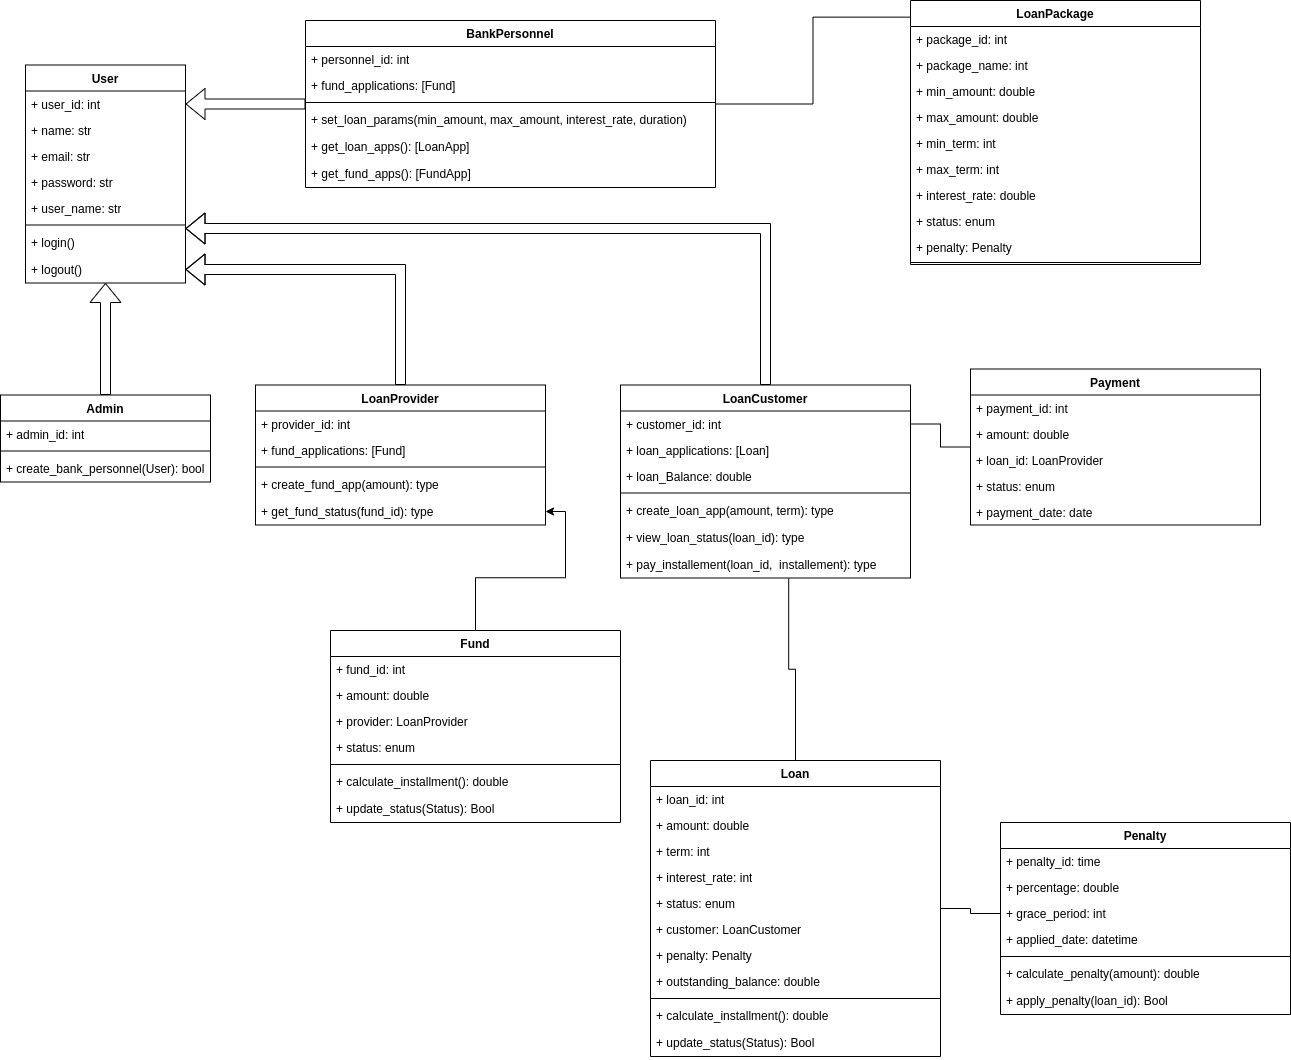 LoanPackage
+ package_id: int
+ package_name: int
+ min_amount: double
+ max_amount: double
+ min_term: int
+ max_term: int
+ interest_rate: double
+ status: enum
+ penalty: Penalty
BankPersonnel
+ personnel_id: int
+ fund_applications: [Fund]
+ set_loan_params(min_amount, max_amount, interest_rate, duration)
+ get_loan_apps(): [LoanApp]
+ get_fund_apps(): [FundApp]
User
+ user_id: int
+ name: str
+ email: str
+ password: str
+ user_name: str
+ login()
+ logout()
Admin
+ admin_id: int
+ create_bank_personnel(User): bool
LoanProvider
+ provider_id: int
+ fund_applications: [Fund]
+ create_fund_app(amount): type
+ get_fund_status(fund_id): type
LoanCustomer
+ customer_id: int
+ loan_applications: [Loan]
+ loan_Balance: double
+ create_loan_app(amount, term): type
+ view_loan_status(loan_id): type
+ pay_installement(loan_id,  installement): type
Payment
+ payment_id: int
+ amount: double
+ loan_id: LoanProvider
+ status: enum
+ payment_date: date
Fund
+ fund_id: int
+ amount: double
+ provider: LoanProvider
+ status: enum
+ calculate_installment(): double
+ update_status(Status): Bool
Loan
+ loan_id: int
+ amount: double
+ term: int
+ interest_rate: int
+ status: enum
+ customer: LoanCustomer
+ penalty: Penalty
+ outstanding_balance: double
+ calculate_installment(): double
+ update_status(Status): Bool
Penalty
+ penalty_id: time
+ percentage: double
+ grace_period: int
+ applied_date: datetime
+ calculate_penalty(amount): double
+ apply_penalty(loan_id): Bool